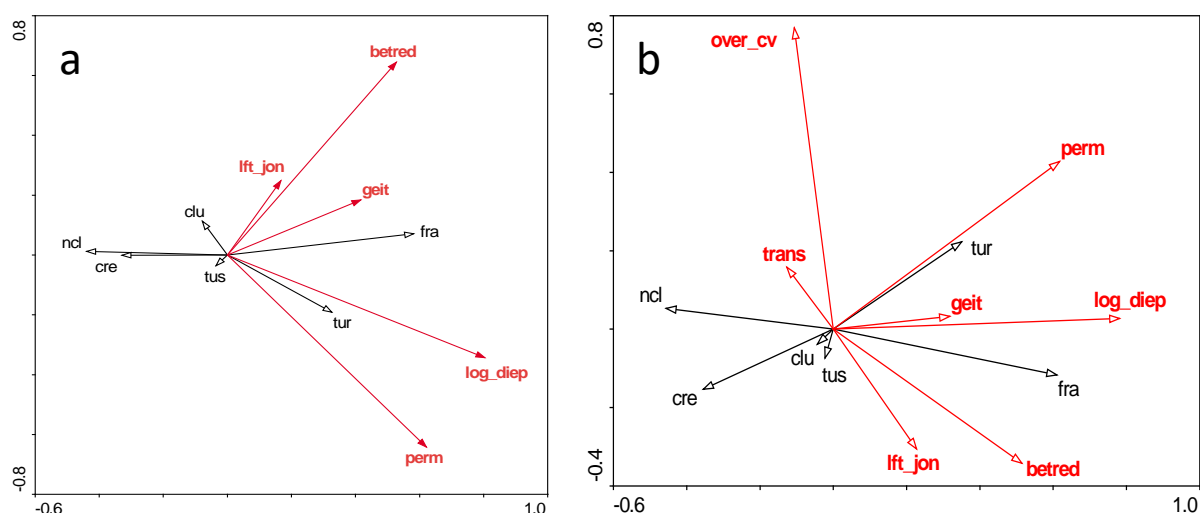 0.8
a
betred
lft_jon
geit
clu
fra
ncl
cre
tus
tur
log_diep
perm
-0.8
-0.6
1.0
0.8
b
over_cv
perm
tur
trans
ncl
geit
log_diep
clu
tus
cre
fra
lft_jon
betred
-0.4
-0.6
1.0